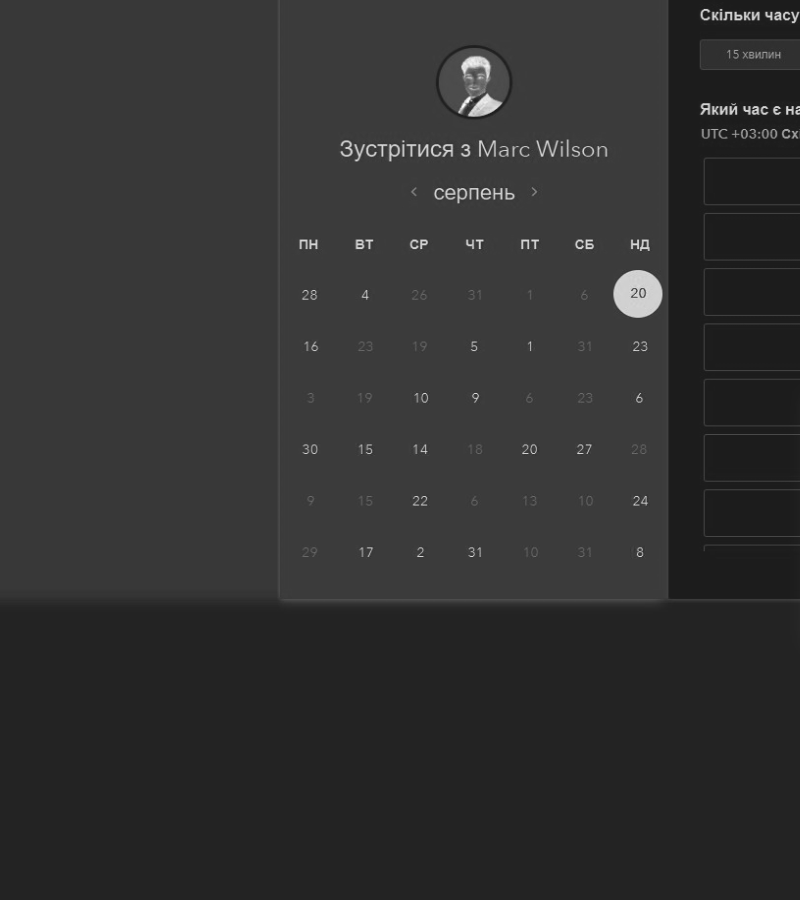 Зустрітися з Marc Wilson
серпень
ПН ВТ СР ЧТ ПТ СБ НД
28 4 26 31 1 6 20
16 23 19 5 1 31 23
3 19 10 9 6 23 6
30 15 14 18 20 27 28
9 15 22 6 13 10 24
29 17 2 31 10 31 8
Скільки часу
15 хвилин
Який час є на
UTC +03:00 Сх